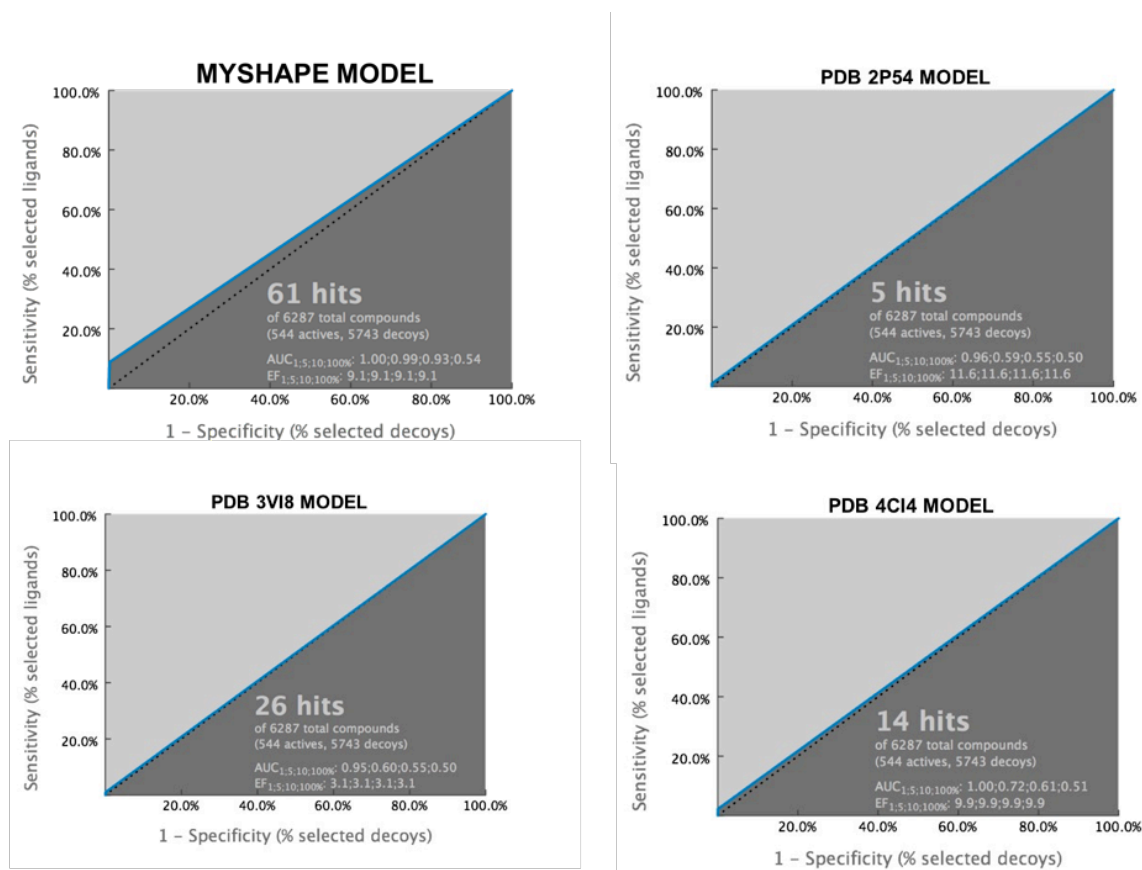 MYSHAPE MODEL
100.0%
80.0%
60.0%
40.0%
20.0%
Sensitivity (% selected ligands)
61 hits
of 6287 total compounds
(544 actives, 5743 decoys)
AUC1;5;10;100%: 1.00;0.99;0.93;0.54
EF1;5;10;100%: 9.1;9.1;9.1;9.1
20.0% 40.0% 60.0% 80.0% 100.0%
1 – Specificity (% selected decoys)
PDB 2P54 MODEL
100.0%
80.0%
60.0%
40.0%
20.0%
Sensitivity (% selected ligands)
5 hits
of 6287 total compounds
(544 actives, 5743 decoys)
AUC1;5;10;100%: 0.96;0.59;0.55;0.50
EF1;5;10;100%: 11.6;11.6;11.6;11.6
20.0% 40.0% 60.0% 80.0% 100.0%
1 – Specificity (% selected decoys)
PDB 3VI8 MODEL
100.0%
80.0%
60.0%
40.0%
20.0%
Sensitivity (% selected ligands)
26 hits
of 6287 total compounds
(544 actives, 5743 decoys)
AUC1;5;10;100%: 0.95;0.60;0.55;0.50
EF1;5;10;100%: 3.1;3.1;3.1;3.1
20.0% 40.0% 60.0% 80.0% 100.0%
1 – Specificity (% selected decoys)
PDB 4CI4 MODEL
100.0%
80.0%
60.0%
40.0%
20.0%
Sensitivity (% selected ligands)
14 hits
of 6287 total compounds
(544 actives, 5743 decoys)
AUC1;5;10;100%: 1.00;0.72;0.61;0.51
EF1;5;10;100%: 9.9;9.9;9.9;9.9
20.0% 40.0% 60.0% 80.0% 100.0%
1 – Specificity (% selected decoys)